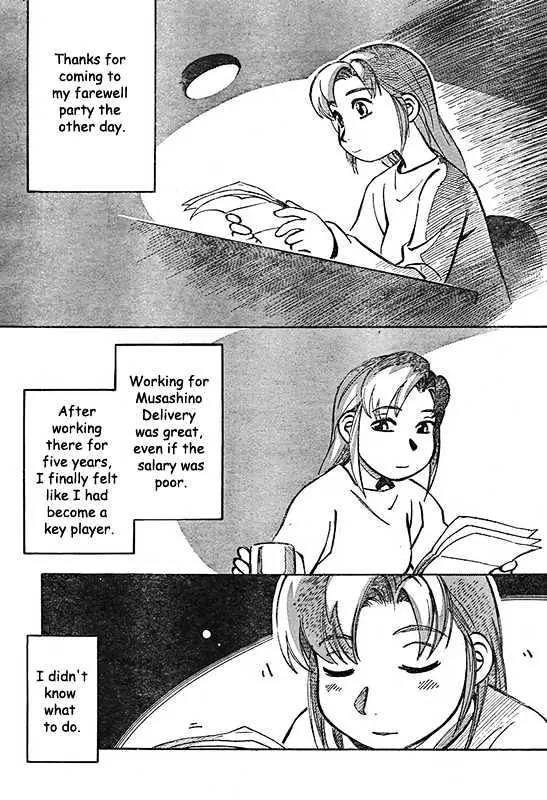 Thanks for
coming to
my farewell
party the
other day.
Working for
Musashino
Delivery
was great,
even if the
salary was
poor.
After
working
there for
five years,
I finally felt
like I had
become a
key player.
I didn't
know
what
to do.